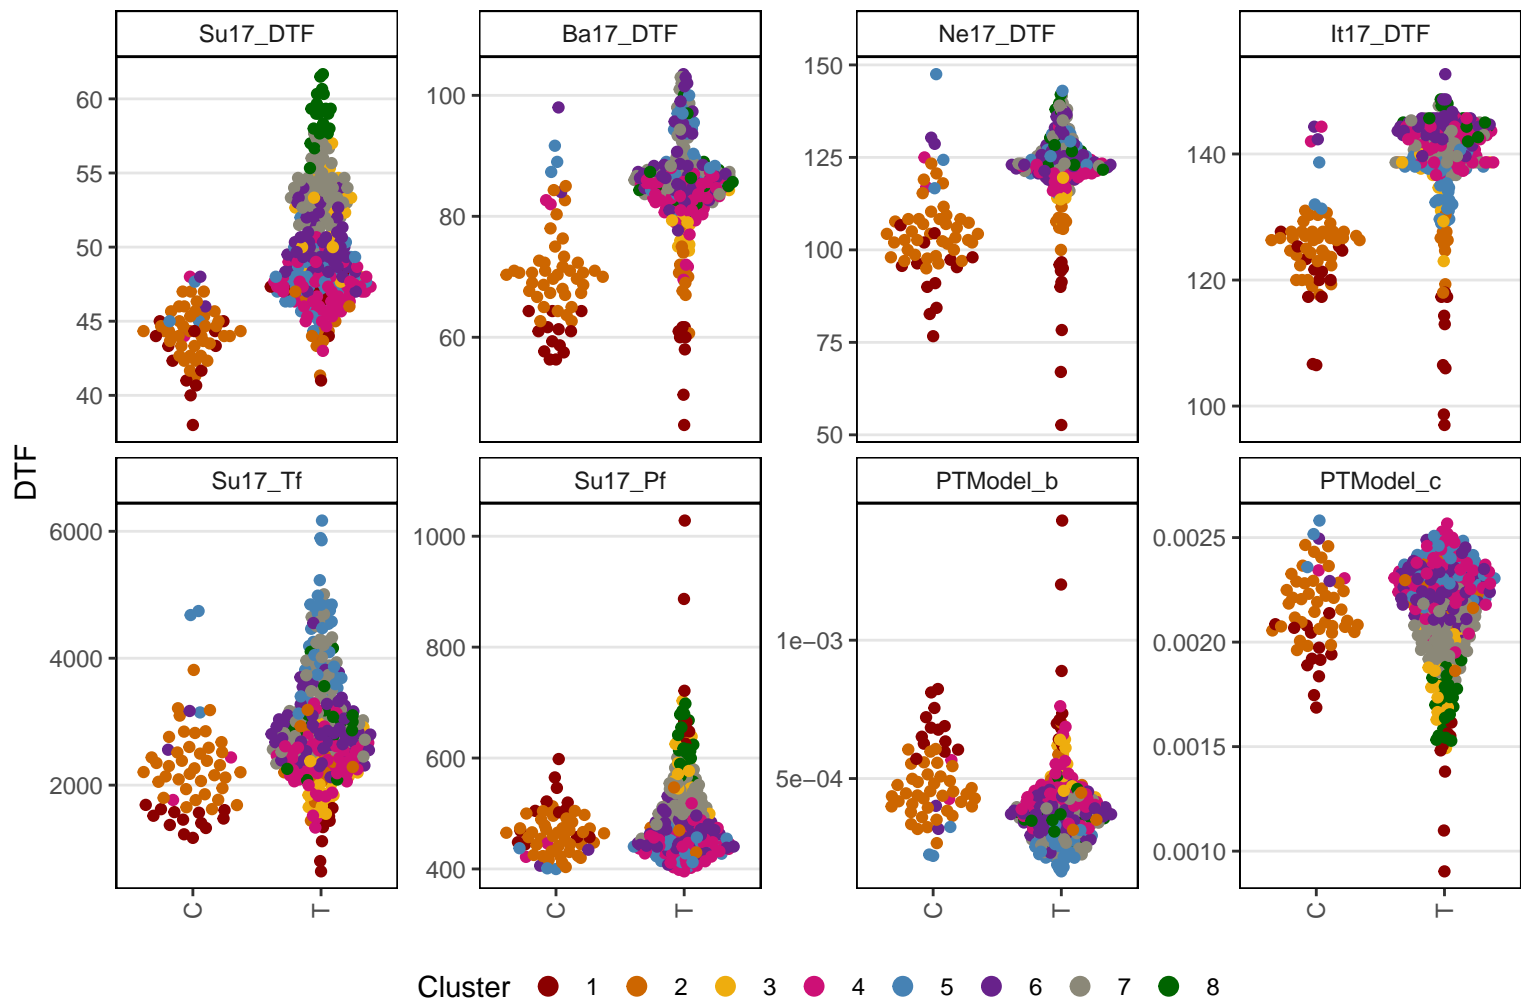 Su17_DTF Ba17_DTF Ne17_DTF It17_DTF
60 55 50 45 40
100 80 60
150 125 100 75 50
140 120 100
DTF
Su17_Tf Su17_Pf PTModel_b PTModel_c
6000 4000 2000
1000 800 600 400
1e−03 5e−04
0.0025 0.0020 0.0015 0.0010
C T C T C T C T
Cluster 1 2 3 4 5 6 7 8